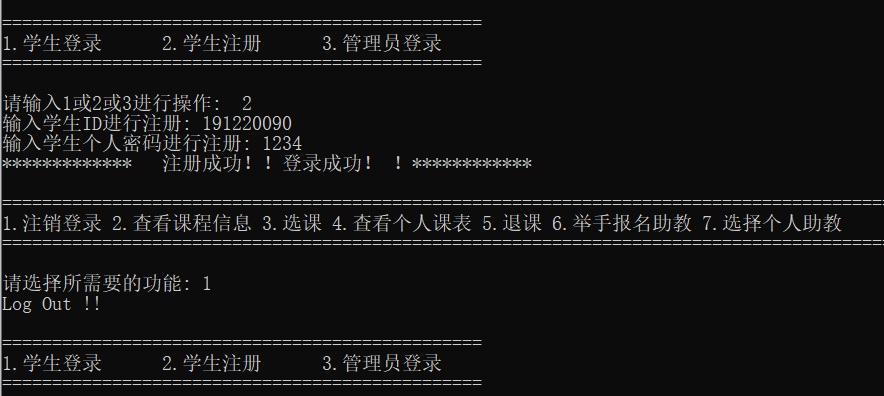 ================================================
1.学生登录      2.学生注册      3.管理员登录
================================================
请输入1或2或3进行操作:  2
输入学生ID进行注册: 191220090
输入学生个人密码进行注册: 1234
*************   注册成功！！登录成功！ ！************
========================================================================================
1.注销登录 2.查看课程信息 3.选课 4.查看个人课表 5.退课 6.举手报名助教 7.选择个人助教
========================================================================================
请选择所需要的功能: 1
Log Out !!
================================================
1.学生登录      2.学生注册      3.管理员登录
================================================